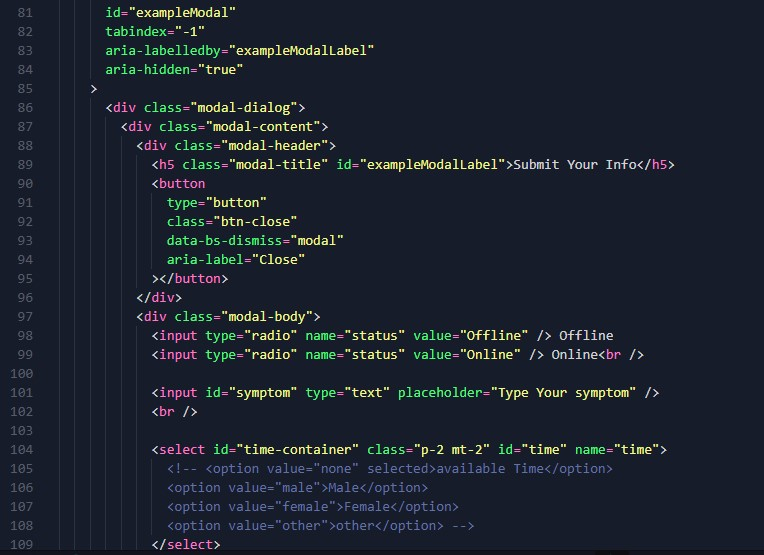 81 id="exampleModal"
82 tabindex="-1"
83 aria-labelledby="exampleModalLabel"
84 aria-hidden="true"
85 >
86 <div class="modal-dialog">
87 <div class="modal-content">
88 <div class="modal-header">
89 <h5 class="modal-title" id="exampleModalLabel">Submit Your Info</h5>
90 <button
91 type="button"
92 class="btn-close"
93 data-bs-dismiss="modal"
94 aria-label="Close"
95 ></button>
96 </div>
97 <div class="modal-body">
98 <input type="radio" name="status" value="Offline" /> Offline
99 <input type="radio" name="status" value="Online" /> Online<br />
100
101 <input id="symptom" type="text" placeholder="Type Your symptom" />
102 <br />
103
104 <select id="time-container" class="p-2 mt-2" id="time" name="time">
105 <!-- <option value="none" selected>available Time</option>
106 <option value="male">Male</option>
107 <option value="female">Female</option>
108 <option value="other">other</option> -->
109 </select>